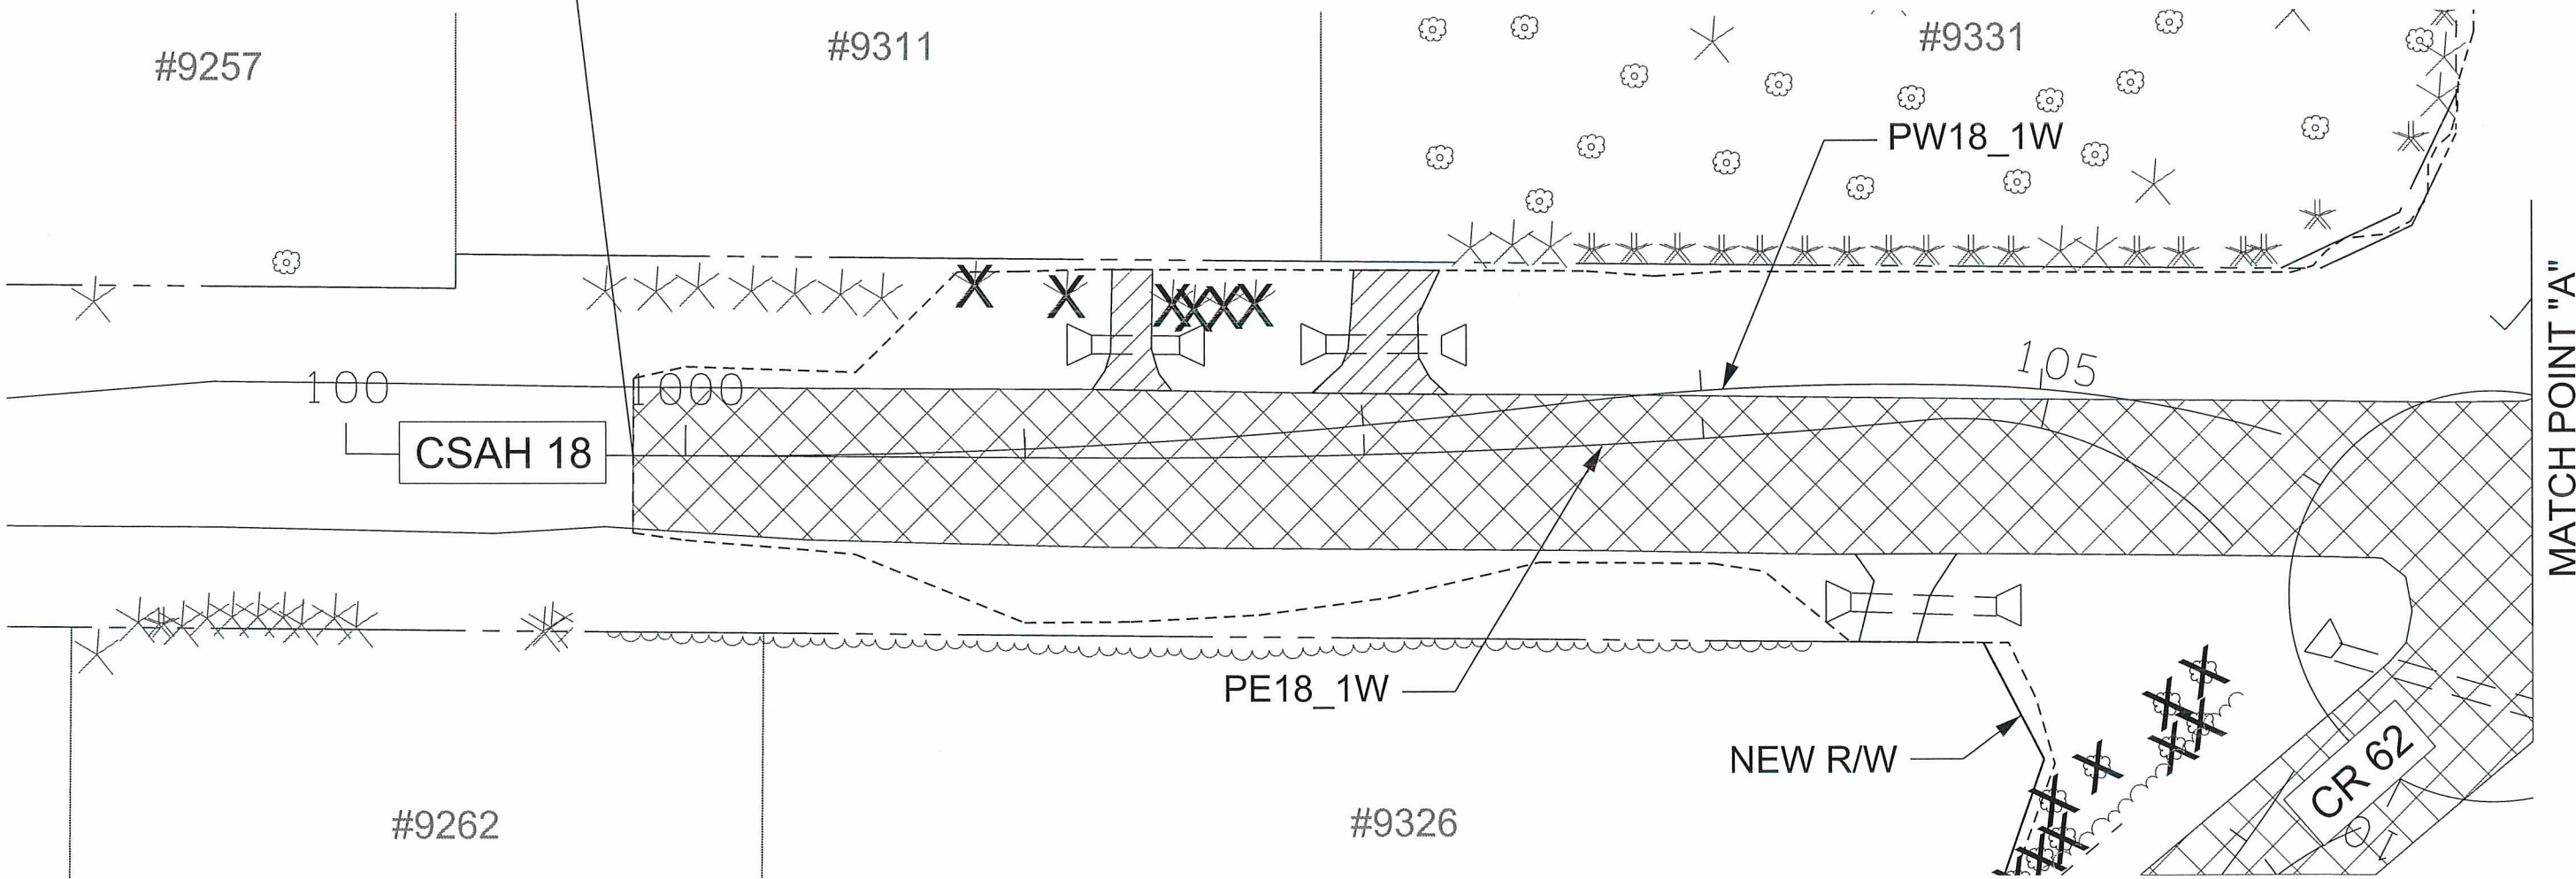 #9257
#9311
#9331
PW18_1W
100
1000
105
CSAH 18
MATCH POINT "A"
PE18_1W
NEW R/W
CR 62
#9262
#9326